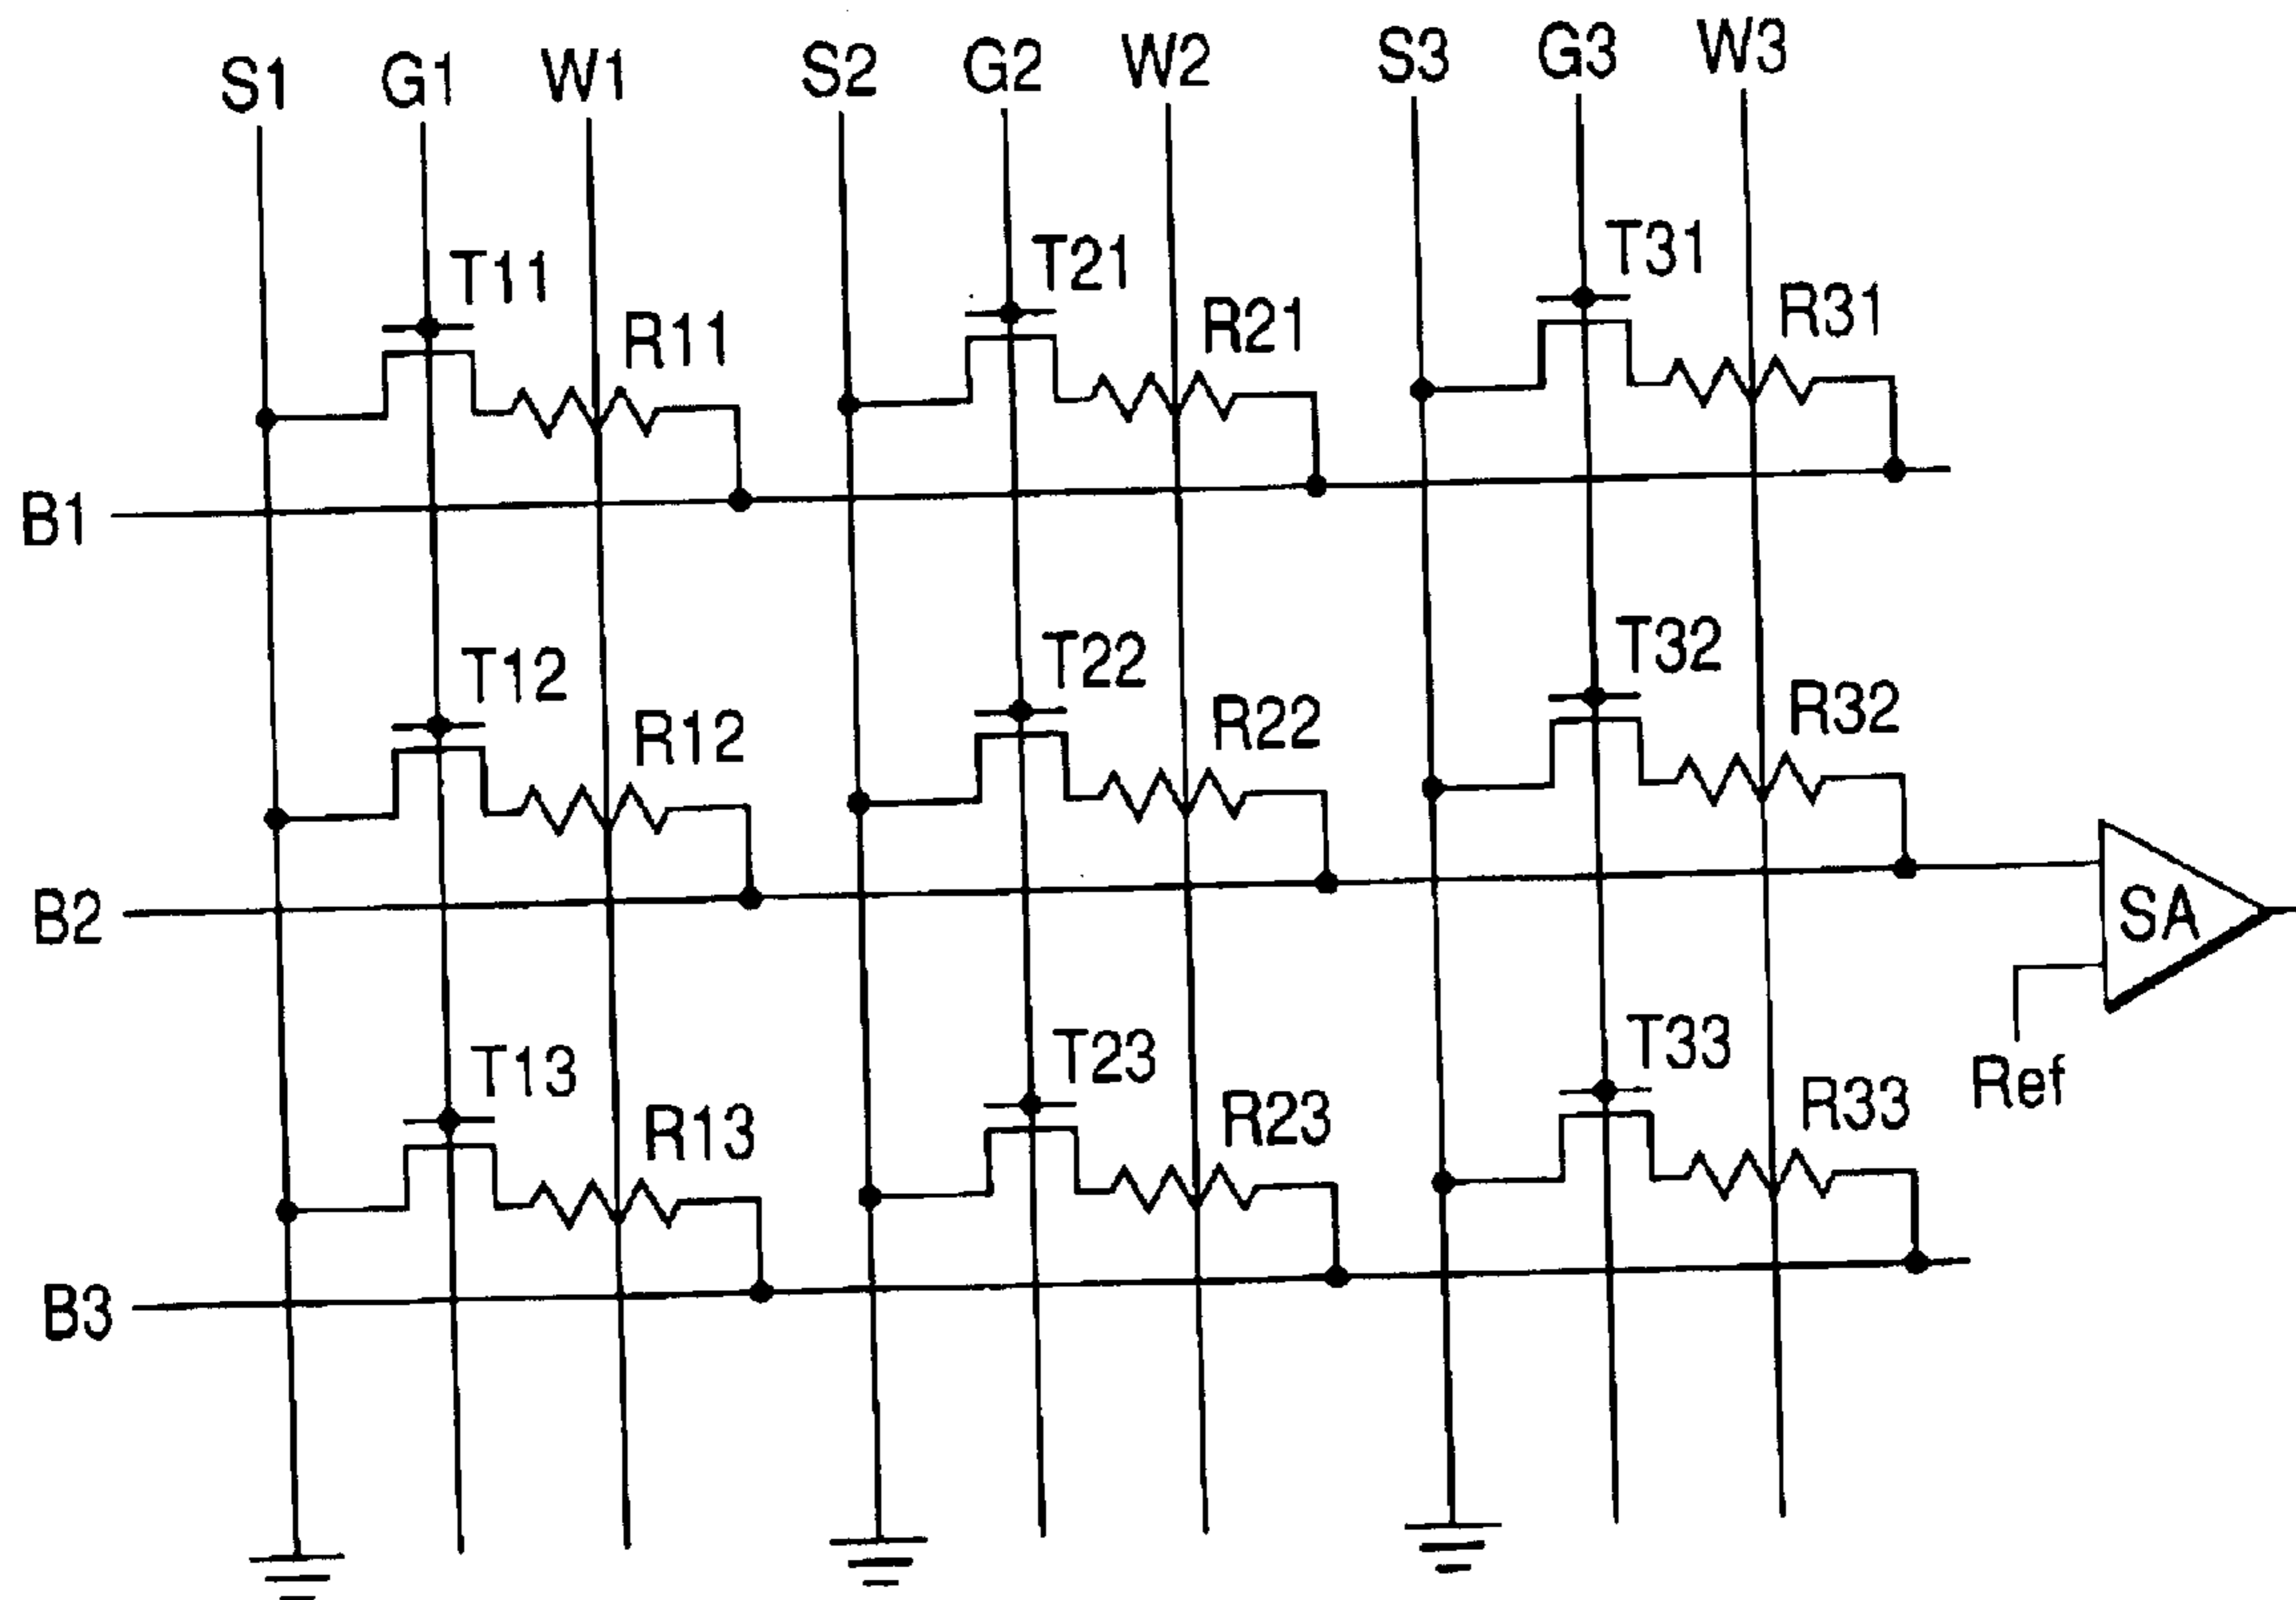 S1 G1 W1 S2 G2 W2 S3 G3 W3
T11 T21 T31
R11 R21 R31
B1
T12 T22 T32
R12 R22 R32
B2 SA
T13 T23 T33
Ref
R13 R23 R33
B3